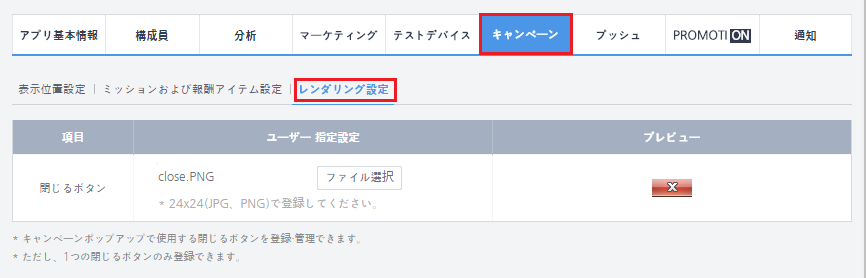 アプリ基本情報 構成員 分析 マーケティング テストデバイス キャンペーン プッシュ PROMOTION 通知
表示位置設定 | ミッションおよび報酬アイテム設定 | レンダリング設定
項目 ユーザー 指定設定 プレビュー
閉じるボタン close.PNG ファイル選択
* 24x24(JPG、PNG)で登録してください。
* キャンペーンポップアップで使用する閉じるボタンを登録·管理できます。
* ただし、1つの閉じるボタンのみ登録できます。